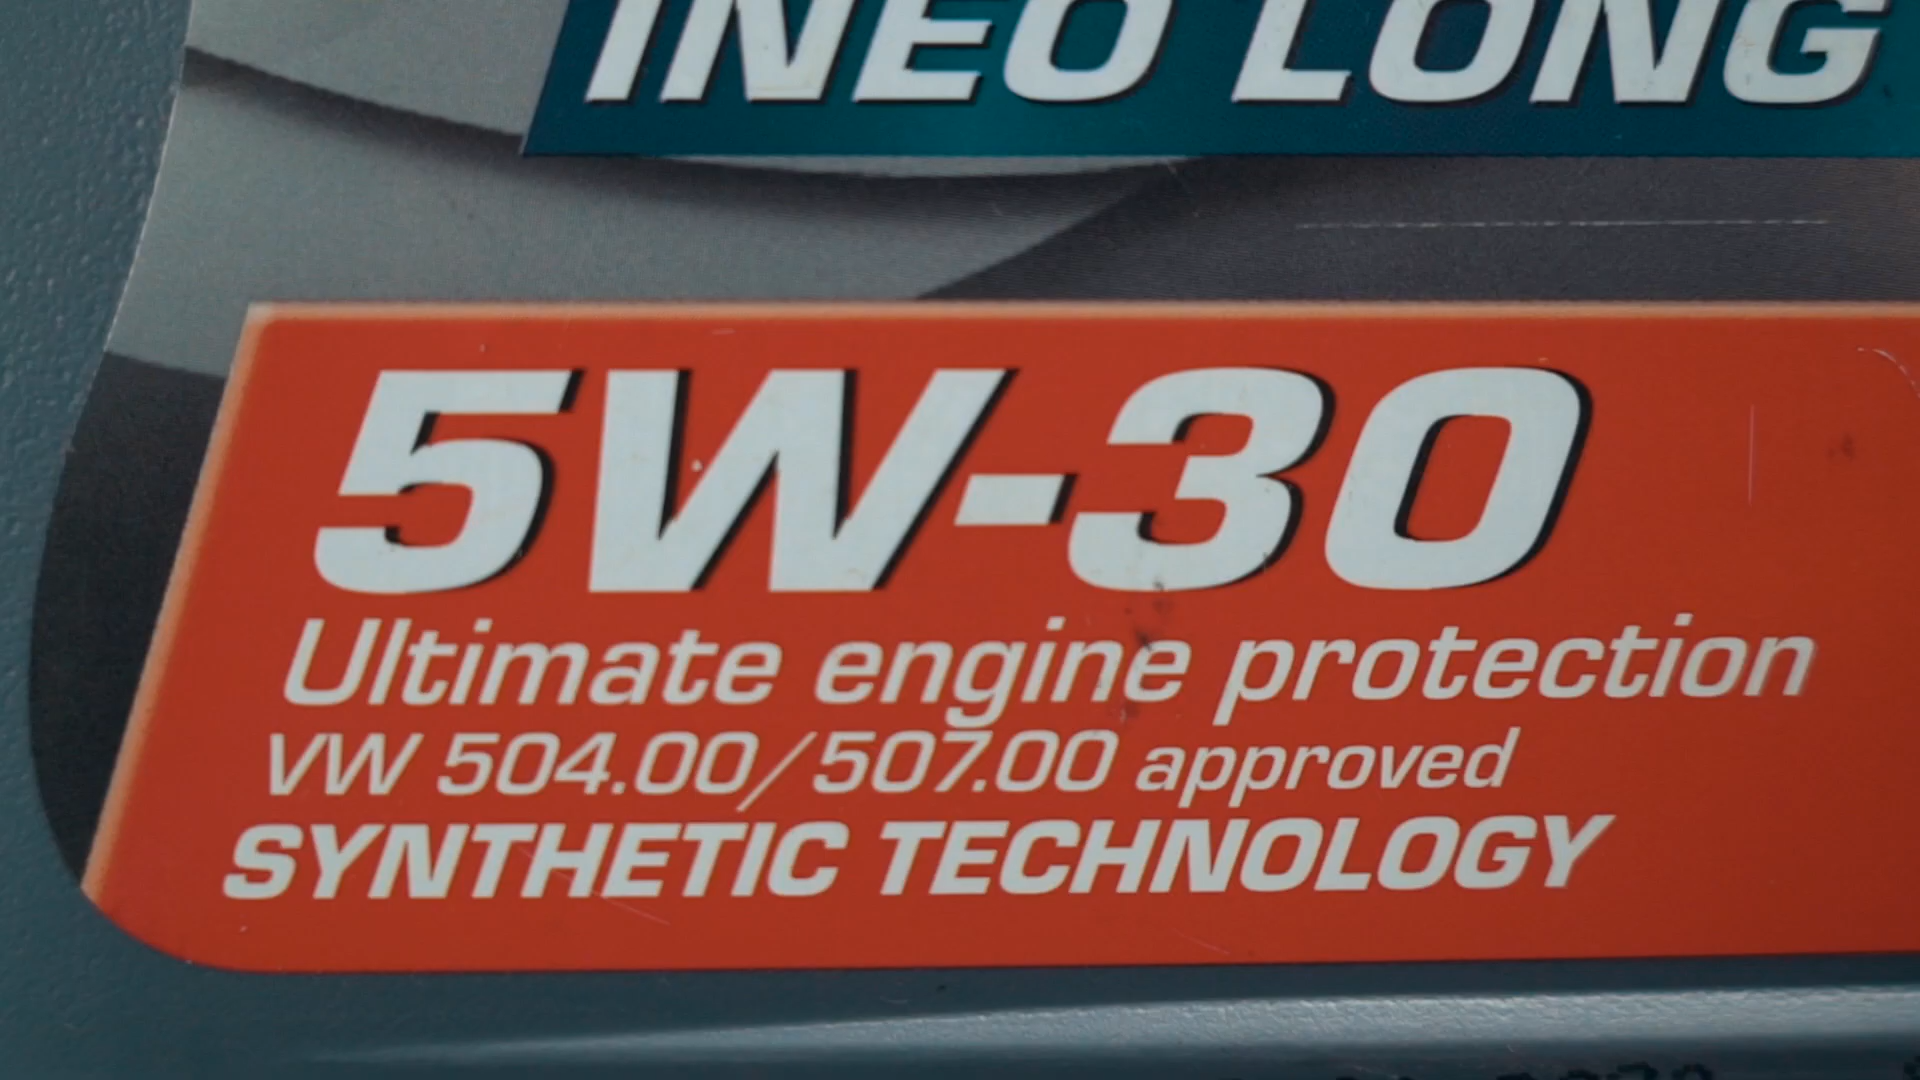 INEO LONG
5W-30
Ultimate engine protection
VW 504.00/507.00 approved
SYNTHETIC TECHNOLOGY